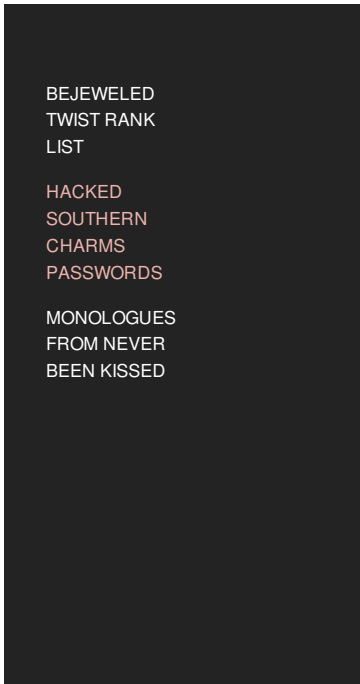 BEJEWELED
TWIST RANK
LIST
HACKED
SOUTHERN
CHARMS
PASSWORDS
MONOLOGUES
FROM NEVER
BEEN KISSED